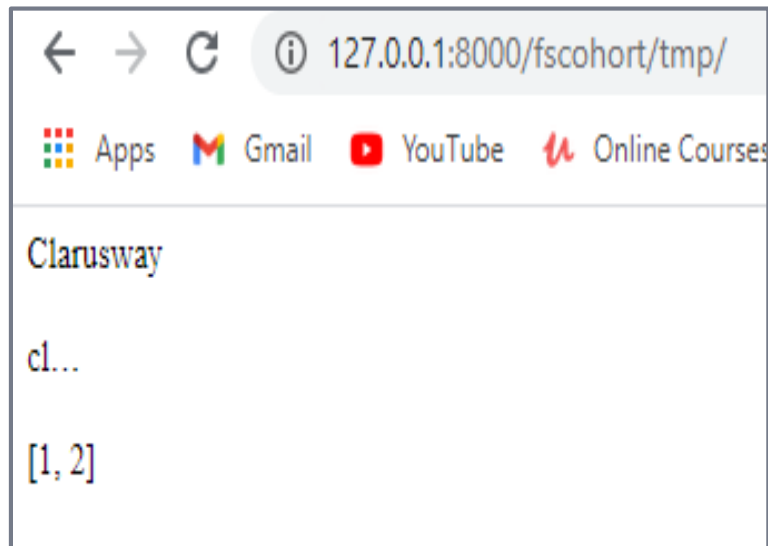 127.0.0.1:8000/fscohort/tmp/
Apps Gmail YouTube Online Courses
Clarusway
cl…
[1, 2]